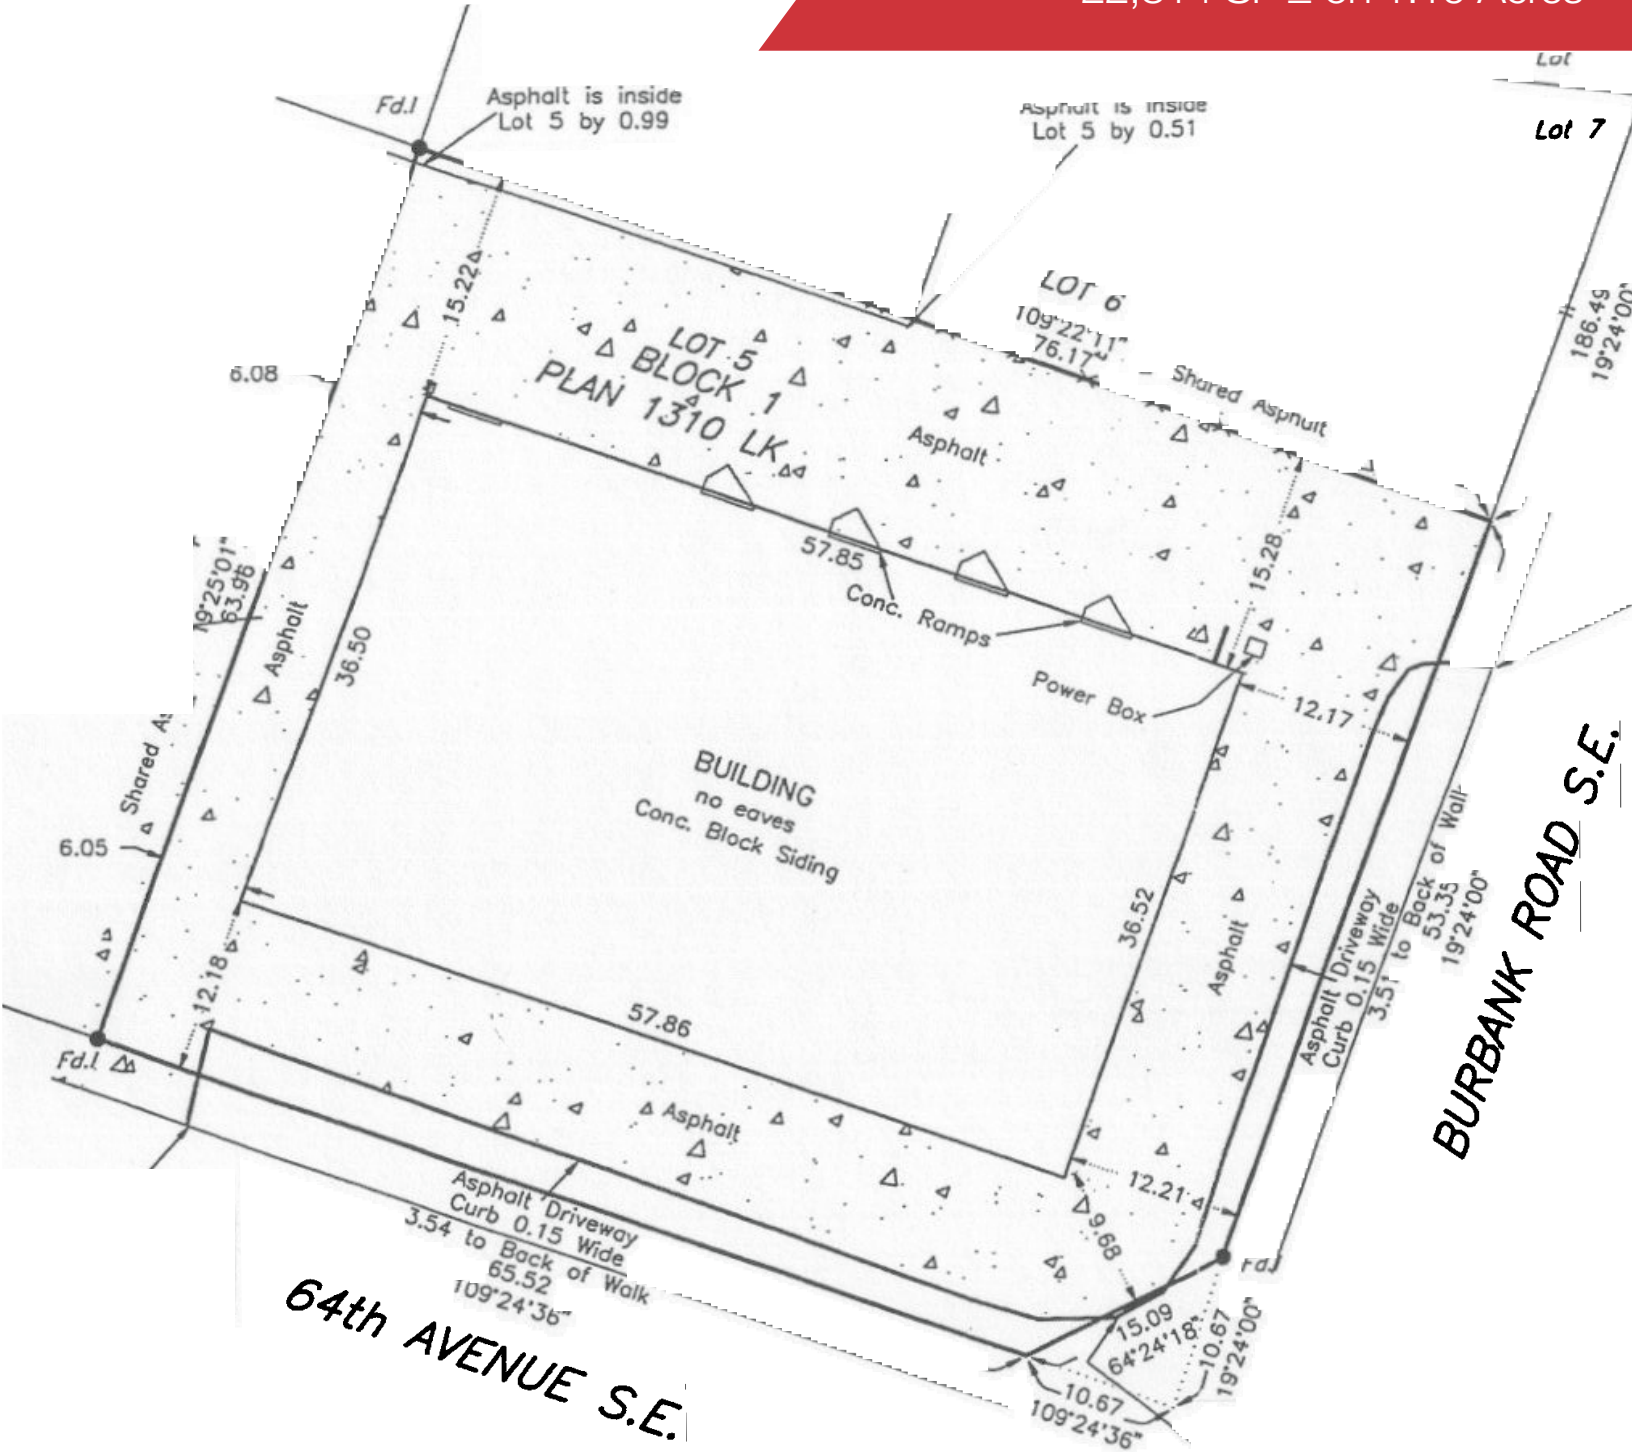 Lot
Lot 7
Fd.I
Asphalt is inside
Lot 5 by 0.99
Asphalt is inside
Lot 5 by 0.51
LOT 6
109°22'11"
76.17
Shared Asphalt
186.49
19°24'00"
15.22
6.08
LOT 5
BLOCK 1
PLAN 1310 LK
Asphalt
57.85
Conc. Ramps
15.28
Power Box
12.17
19°25'01"
63.96
Asphalt
36.50
Shared
6.05
BUILDING
no eaves
Conc. Block Siding
36.52
Asphalt
Asphalt Driveway
Curb 0.15 Wide
3.51 to Back of Wall
53.35
19°24'00"
BURBANK ROAD S.E.
12.18
Fd.I.
57.86
Asphalt
12.21
9.68
Fd.I
Asphalt Driveway
Curb 0.15 Wide
3.54 to Back of Walk
65.52
109°24'36"
64th AVENUE S.E.
15.09
64°24'18"
10.67
19°24'00"
10.67
109°24'36"